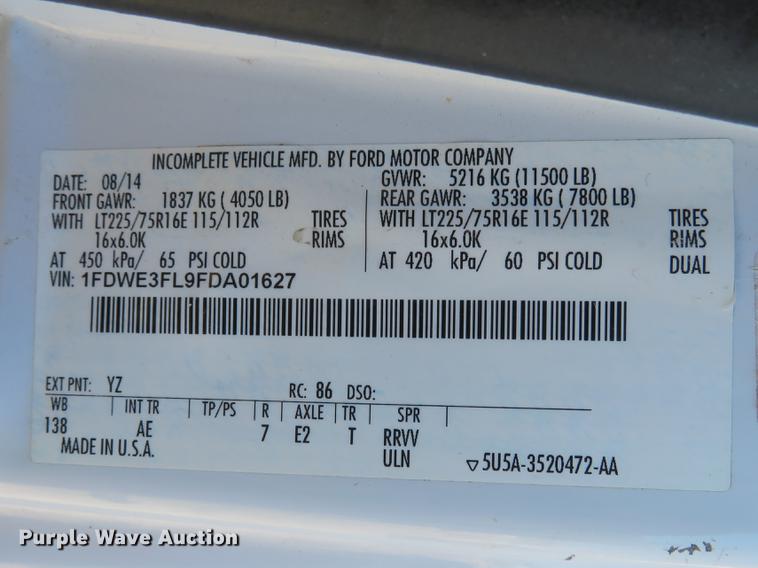 INCOMPLETE VEHICLE MFD. BY FORD MOTOR COMPANY
DATE: 08/14 GVWR: 5216 KG (11500 LB)
FRONT GAWR: 1837 KG ( 4050 LB) REAR GAWR: 3538 KG ( 7800 LB)
WITH LT225/75R16E 115/112R TIRES WITH LT225/75R16E 115/112R TIRES
16x6.0K RIMS 16x6.0K RIMS
AT 450 kPa/ 65 PSI COLD AT 420 kPa/ 60 PSI COLD DUAL
VIN: 1FDWE3FL9FDA01627
EXT PNT: YZ RC: 86 DSO:
WB INT TR TP/PS R AXLE TR SPR
138 AE 7 E2 T RRVV
MADE IN U.S.A. ULN 5U5A-3520472-AA
Purple Wave Auction